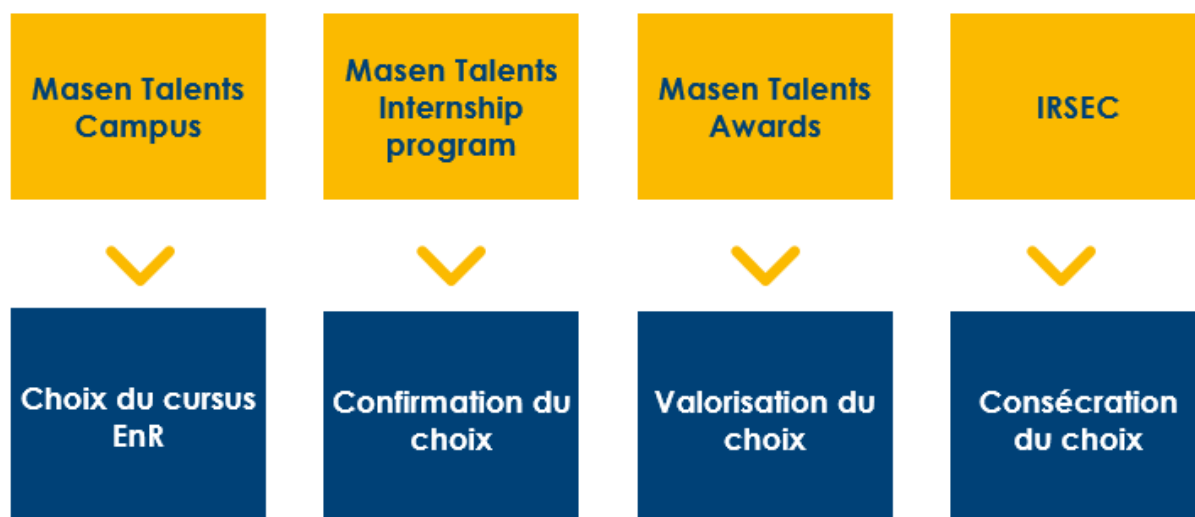 Masen Talents
Campus
Masen Talents
Internship
program
Masen Talents
Awards
IRSEC
Choix du cursus
EnR
Confirmation du
choix
Valorisation du
choix
Consécration
du choix